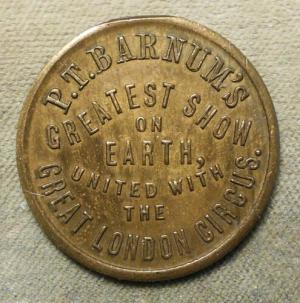 P.T.BARNUM'S
GREATEST SHOW
ON
EARTH,
UNITED WITH
THE
GREAT LONDON CIRCUS.